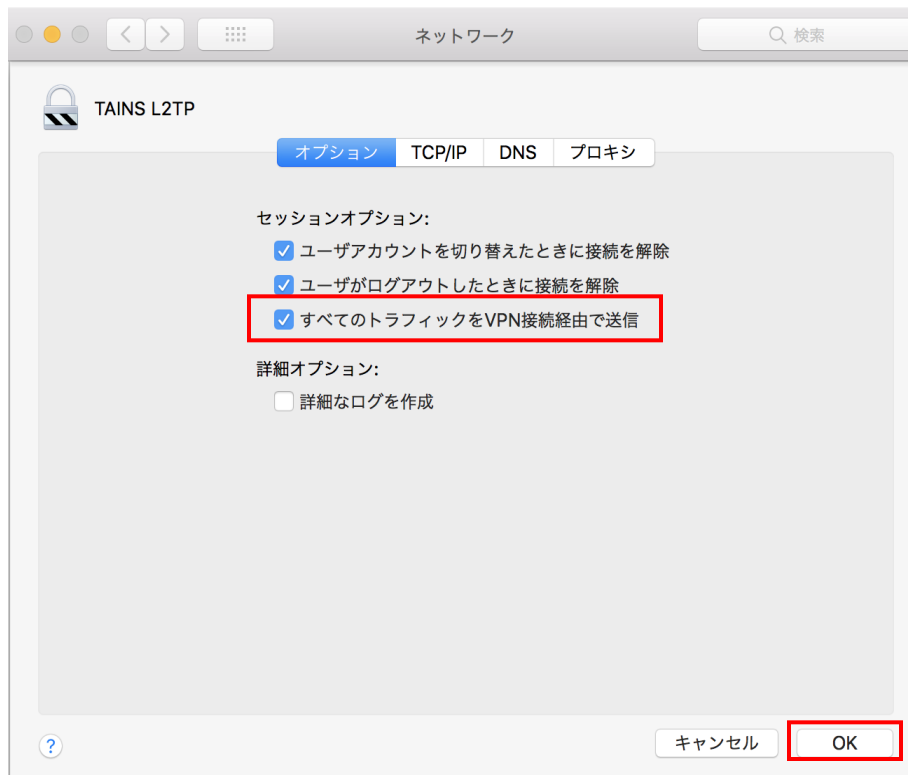 ネットワーク
検索
TAINS L2TP
オプション TCP/IP DNS プロキシ
セッションオプション:
ユーザアカウントを切り替えたときに接続を解除
ユーザがログアウトしたときに接続を解除
すべてのトラフィックをVPN接続経由で送信
詳細オプション:
詳細なログを作成
? キャンセル OK